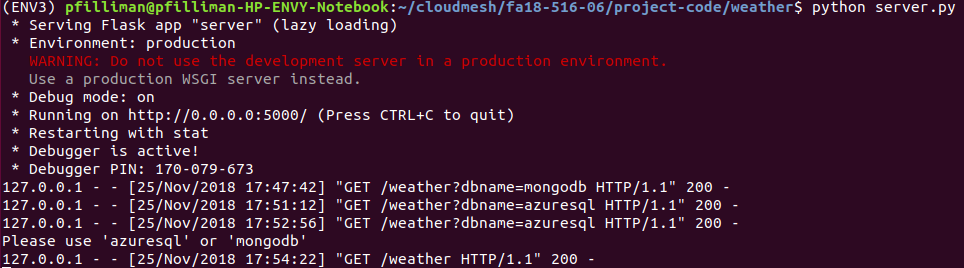 (ENV3) pfilliman@pfilliman-HP-ENVY-Notebook:~/cloudmesh/fa18-516-06/project-code/weather$ python server.py
 * Serving Flask app "server" (lazy loading)
 * Environment: production
   WARNING: Do not use the development server in a production environment.
   Use a production WSGI server instead.
 * Debug mode: on
 * Running on http://0.0.0.0:5000/ (Press CTRL+C to quit)
 * Restarting with stat
 * Debugger is active!
 * Debugger PIN: 170-079-673
127.0.0.1 - - [25/Nov/2018 17:47:42] "GET /weather?dbname=mongodb HTTP/1.1" 200 -
127.0.0.1 - - [25/Nov/2018 17:51:12] "GET /weather?dbname=azuresql HTTP/1.1" 200 -
127.0.0.1 - - [25/Nov/2018 17:52:56] "GET /weather?dbname=azuresql HTTP/1.1" 200 -
Please use 'azuresql' or 'mongodb'
127.0.0.1 - - [25/Nov/2018 17:54:22] "GET /weather HTTP/1.1" 200 -